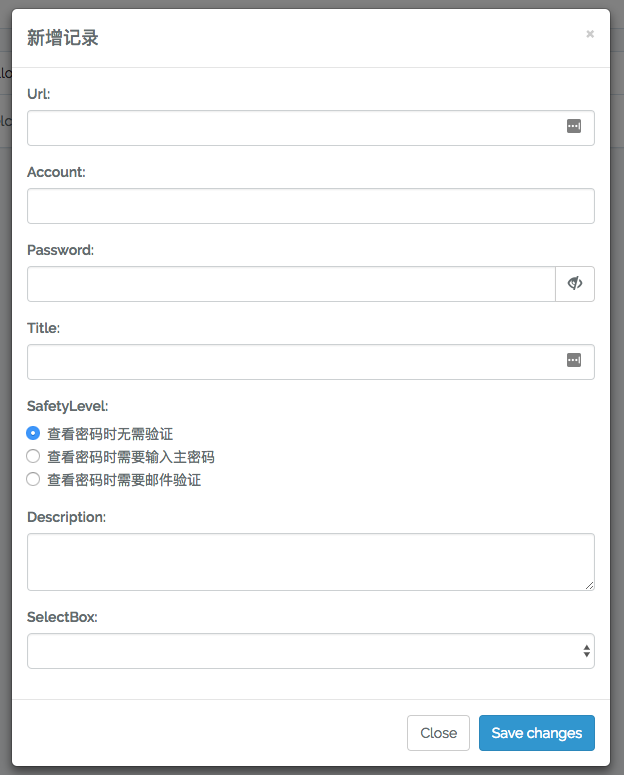 新增记录
×
Url:
Account:
Password:
Title:
SafetyLevel:
查看密码时无需验证
查看密码时需要输入主密码
查看密码时需要邮件验证
Description:
SelectBox:
Close
Save changes